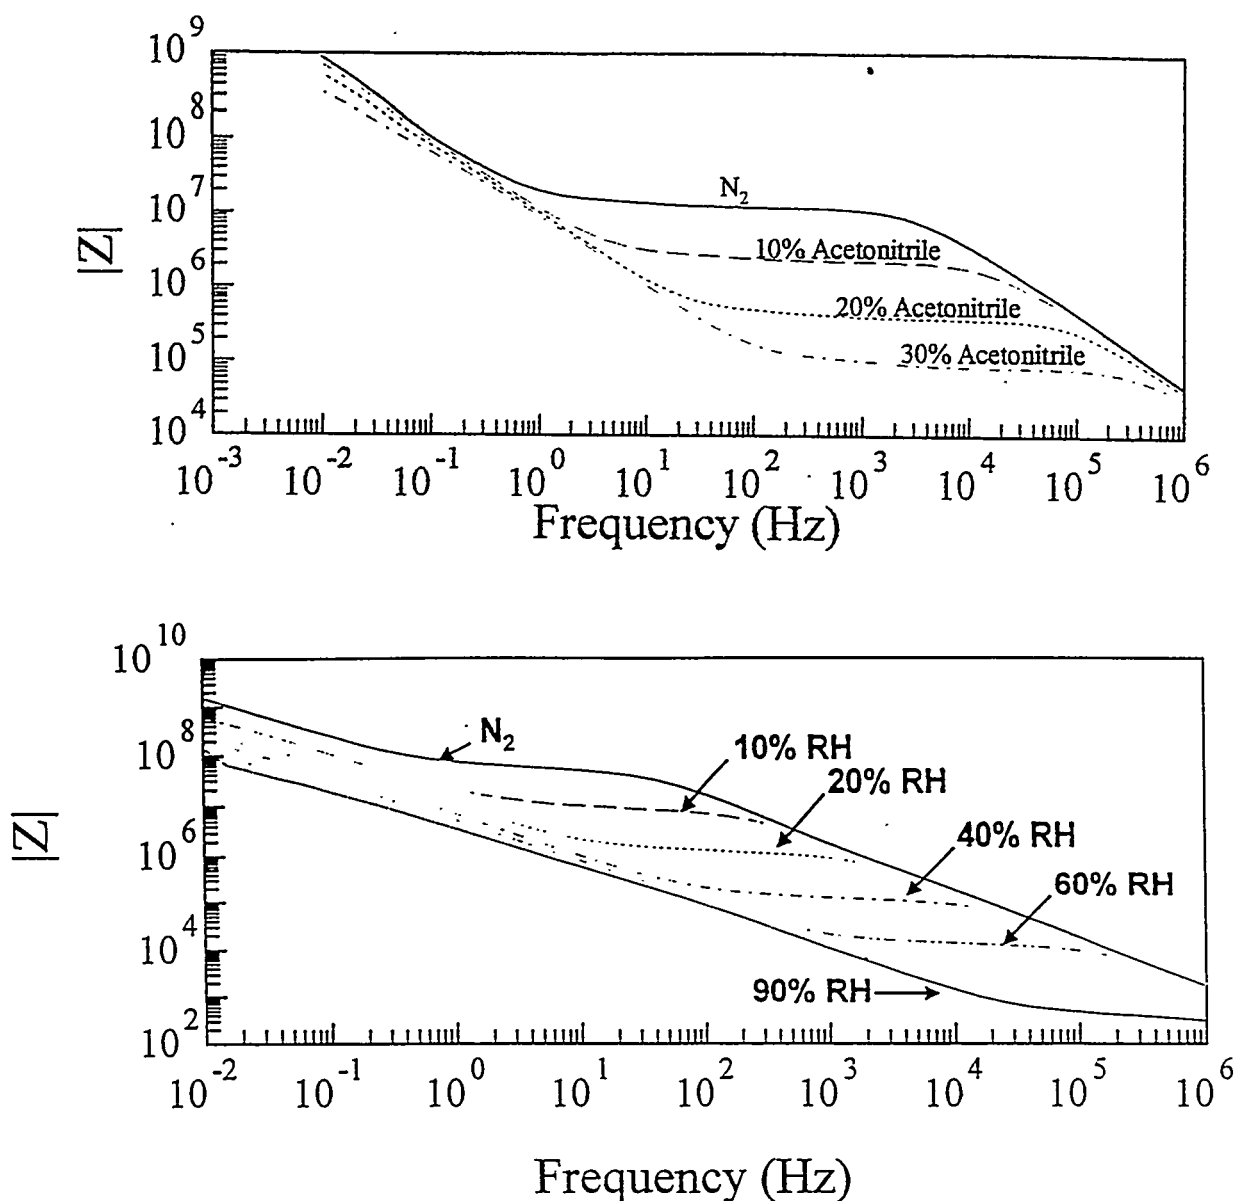 10^9
10^8
10^7
10^6
10^5
10^4
|Z|
N₂
10% Acetonitrile
20% Acetonitrile
30% Acetonitrile
10^-3 10^-2 10^-1 10^0 10^1 10^2 10^3 10^4 10^5 10^6
Frequency (Hz)
10^10
10^8
10^6
10^4
10^2
|Z|
N₂
10% RH
20% RH
40% RH
60% RH
90% RH
10^-2 10^-1 10^0 10^1 10^2 10^3 10^4 10^5 10^6
Frequency (Hz)